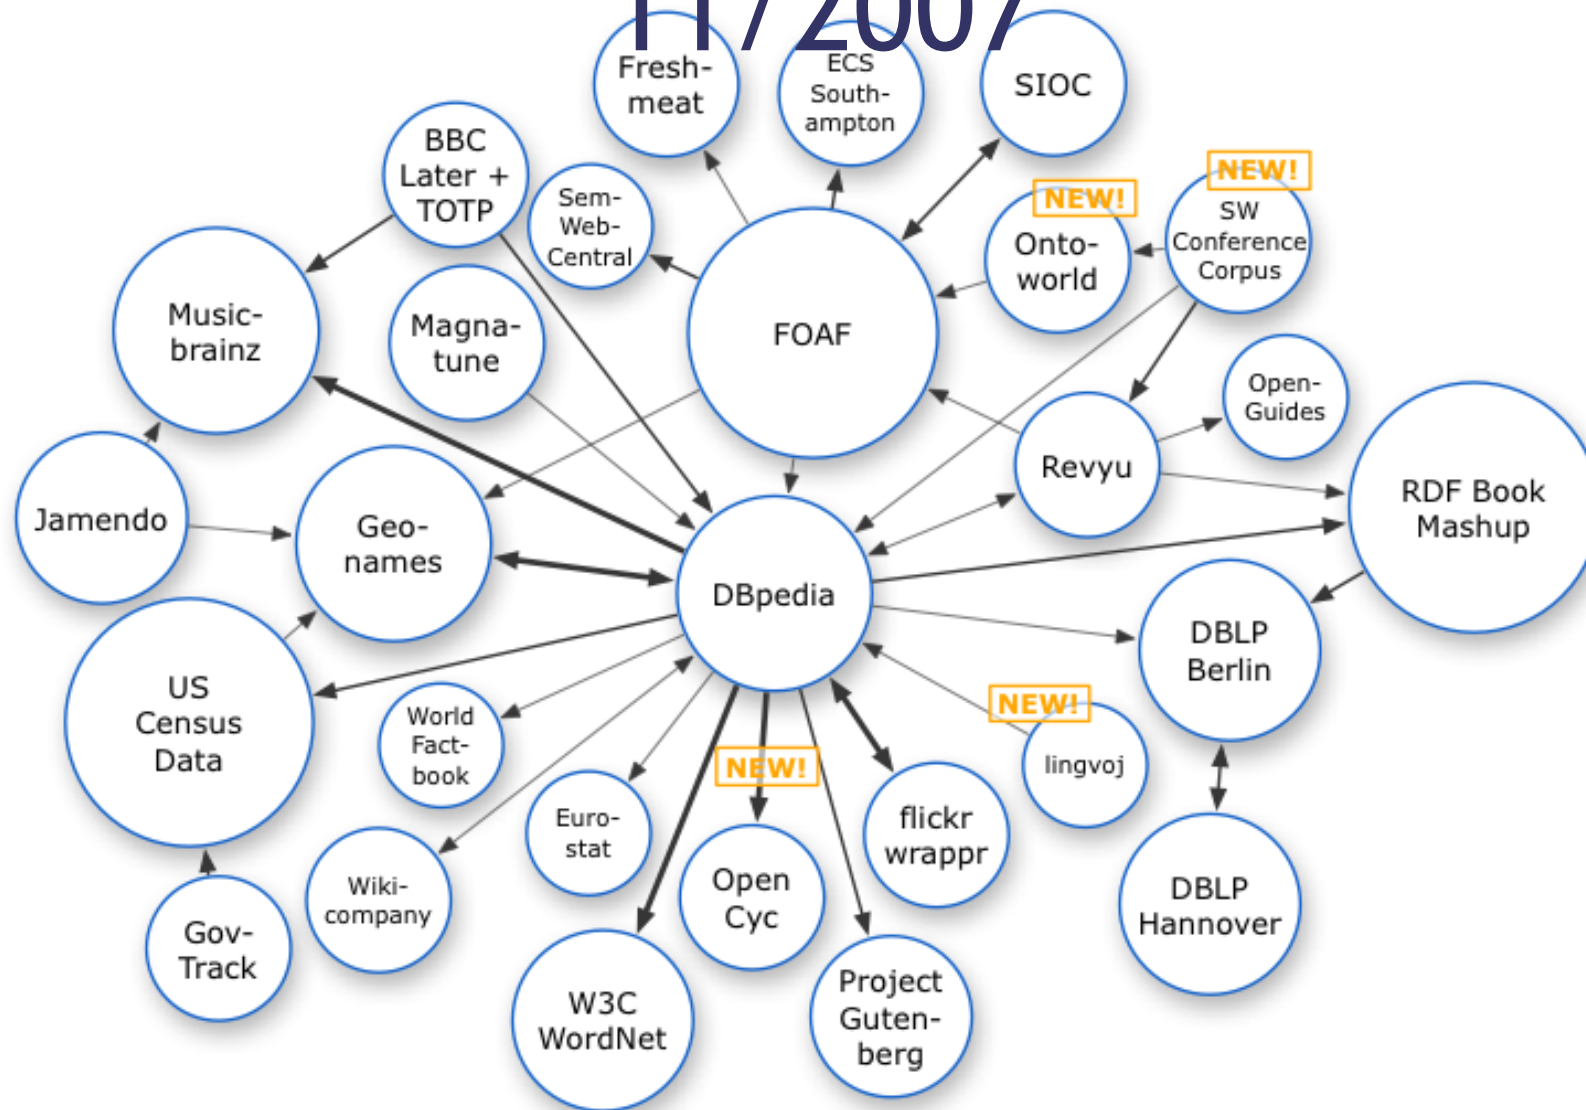 11/2007
Fresh-
meat
ECS
South-
ampton
SIOC
BBC
Later +
TOTP
Sem-
Web-
Central
NEW!
Onto-
world
NEW!
SW
Conference
Corpus
Music-
brainz
Magna-
tune
FOAF
Open-
Guides
Revyu
RDF Book
Mashup
Jamendo
Geo-
names
DBpedia
DBLP
Berlin
US
Census
Data
World
Fact-
book
NEW!
lingvoj
NEW!
Euro-
stat
flickr
wrappr
Wiki-
company
Open
Cyc
DBLP
Hannover
Gov-
Track
W3C
WordNet
Project
Guten-
berg